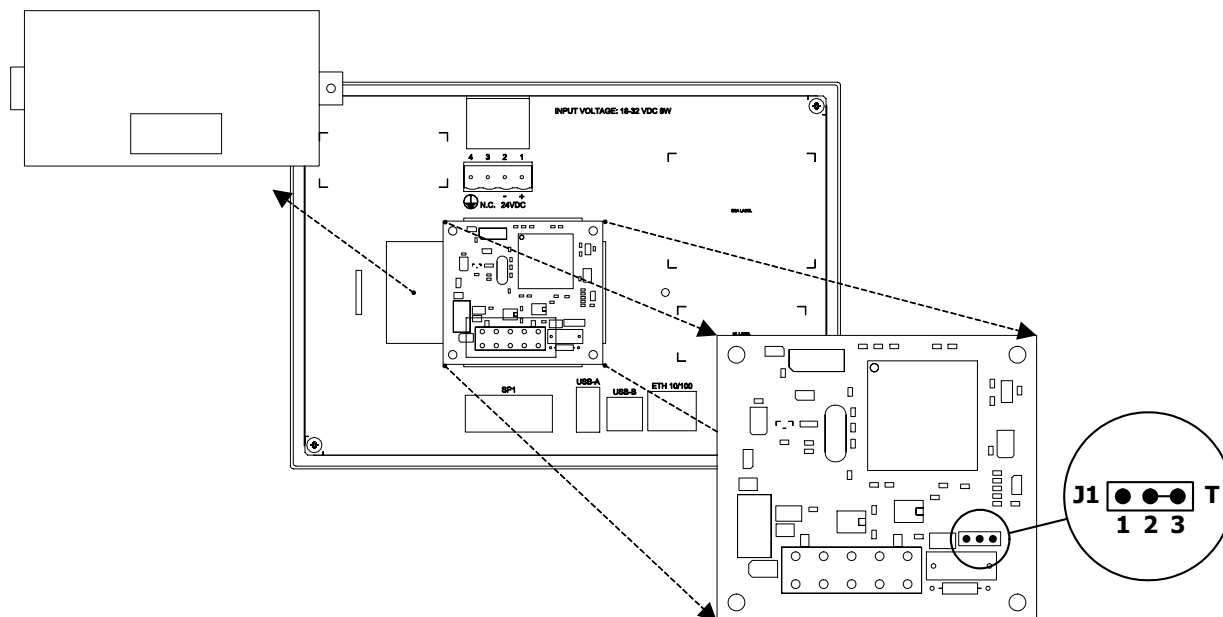 INPUT VOLTAGE: 18-32 VDC 8W
4 3 2 1
- +
N.C. 24VDC
SP1
USB-A
USB-B
ETH 10/100
J1 T
1 2 3